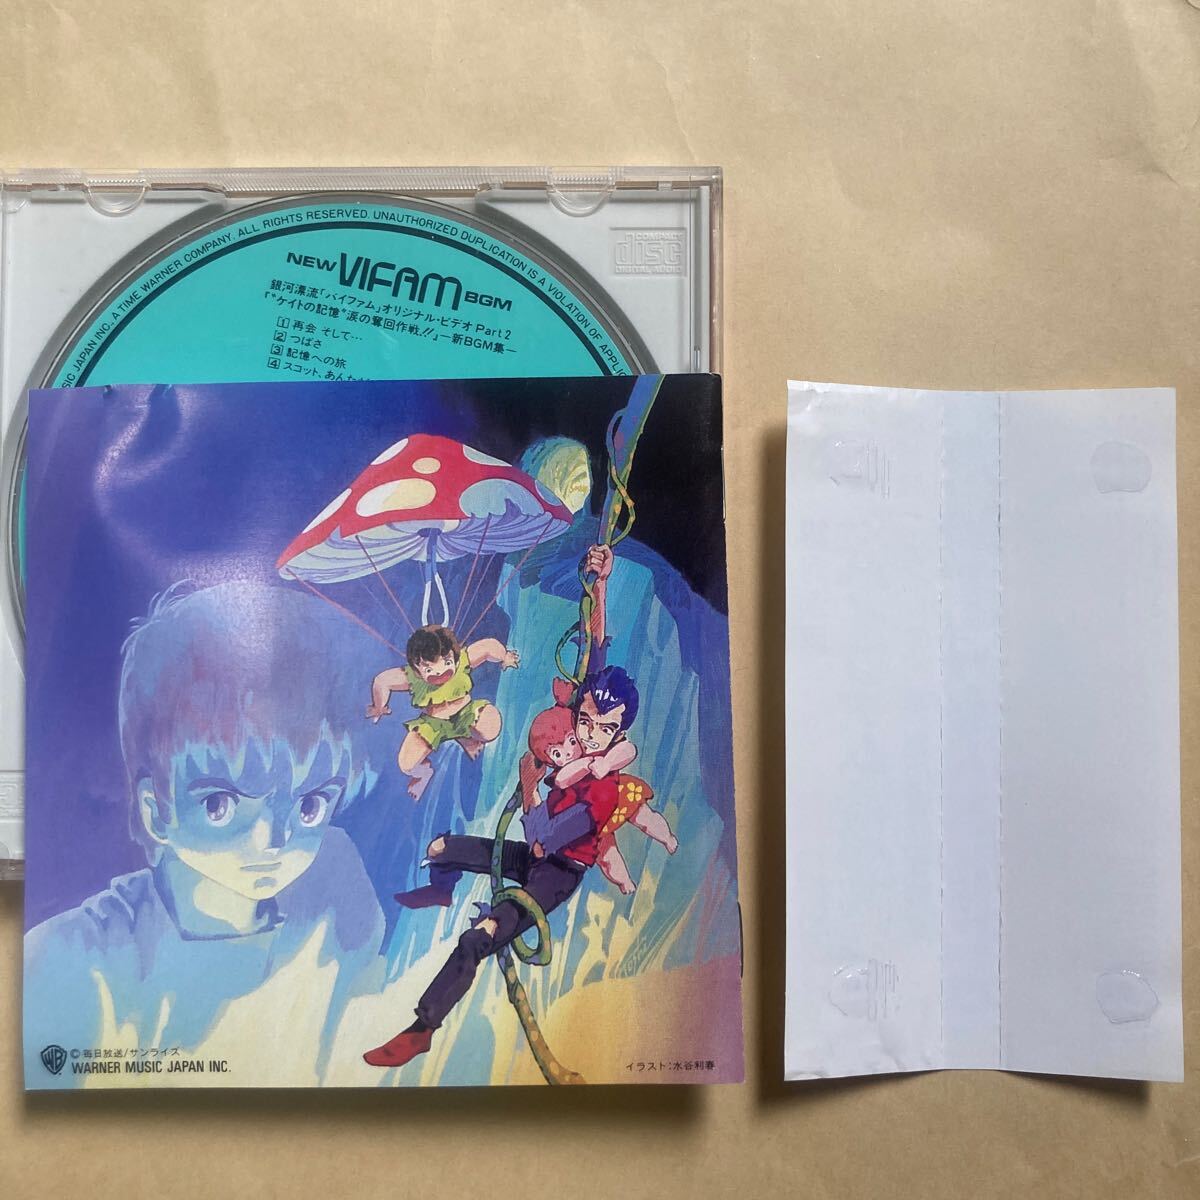 USIC JAPAN INC. A TIME WARNER COMPANY. ALL RIGHTS RESERVED. UNAUTHORIZED DUPLICATION IS A VIOLATION OF APPLIC
NEW VIFAM BGM
銀河漂流「バイファム」オリジナル・ビデオ Part 2
「"ケイトの記憶"涙の奪回作戦!!」—新BGM集—
1 再会 そして…
2 つばさ
3 記憶への旅
4 スコット、あんたが
COMPACT
disc
DIGITAL AUDIO
WB
©毎日放送/サンライズ
WARNER MUSIC JAPAN INC.
イラスト:水谷利春